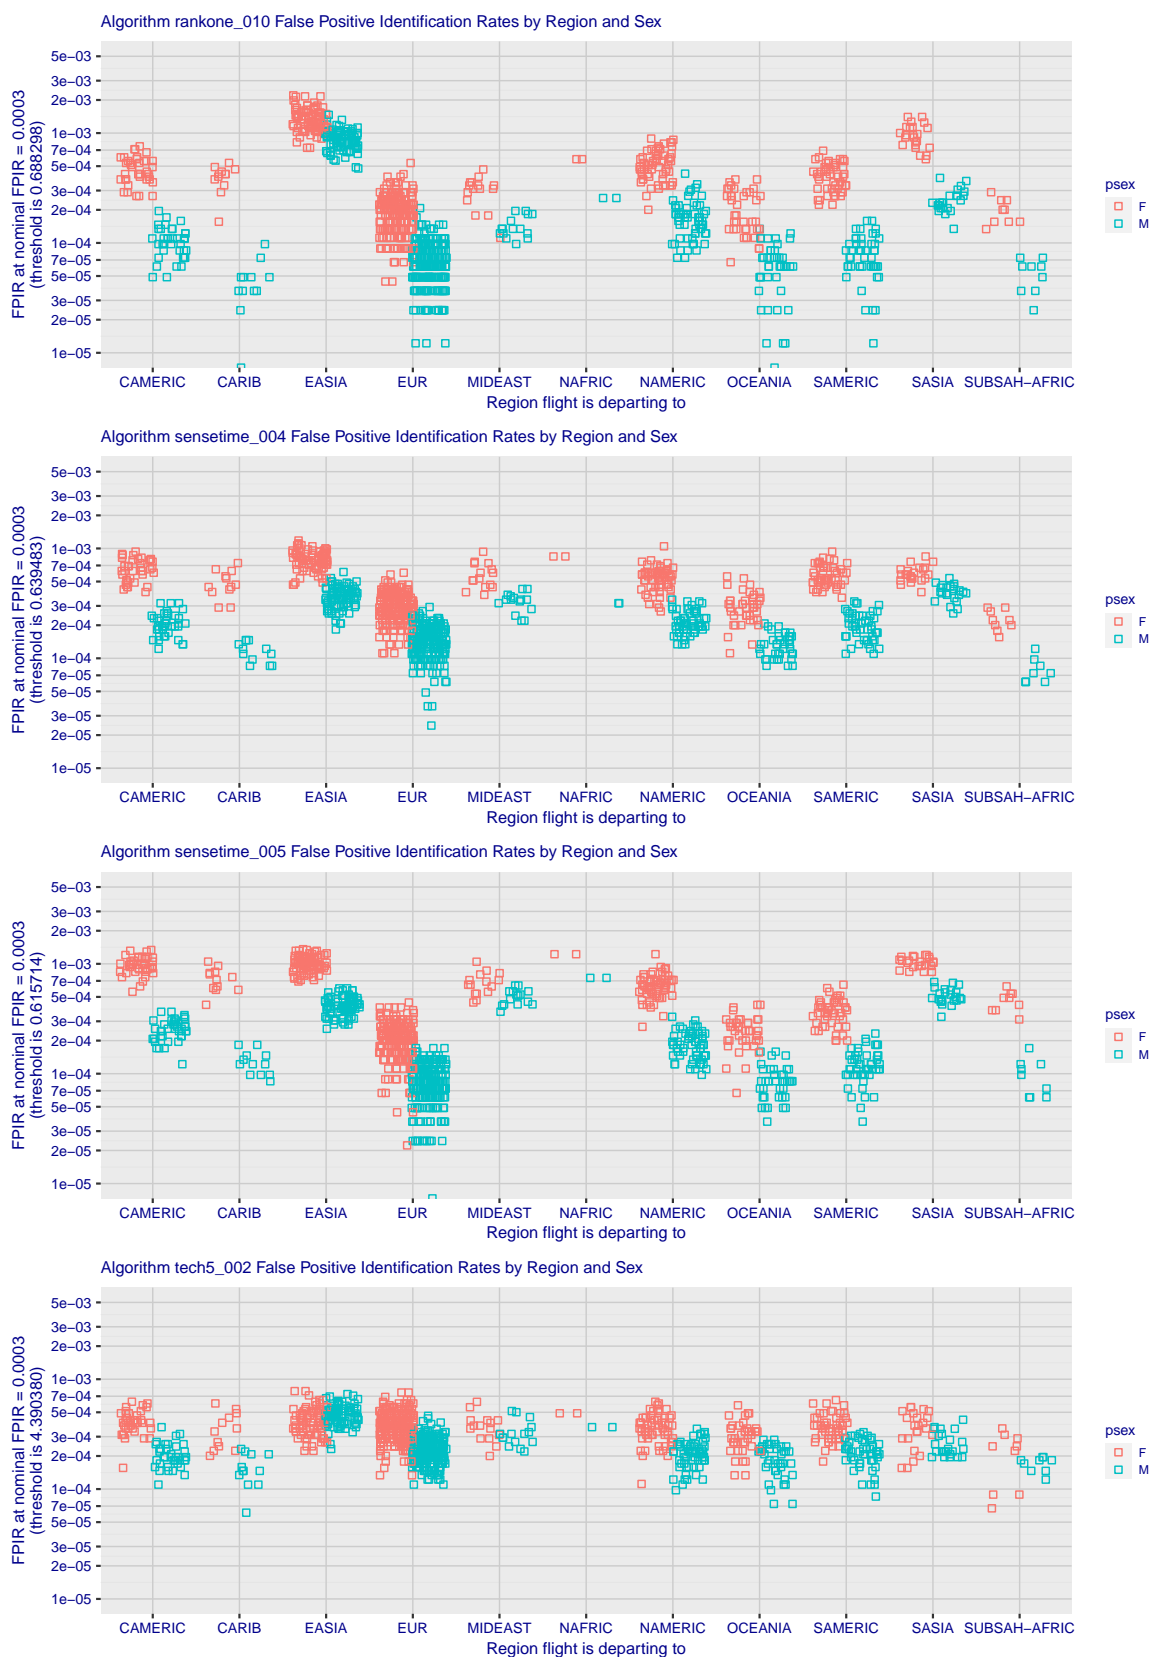 Algorithm rankone_010 False Positive Identification Rates by Region and Sex
FPIR at nominal FPIR = 0.0003
(threshold is 0.688298)
5e−03
3e−03
2e−03
1e−03
7e−04
5e−04
3e−04
2e−04
1e−04
7e−05
5e−05
3e−05
2e−05
1e−05
CAMERIC CARIB EASIA EUR MIDEAST NAFRIC NAMERIC OCEANIA SAMERIC SASIA SUBSAH−AFRIC
Region flight is departing to
psex
F
M
Algorithm sensetime_004 False Positive Identification Rates by Region and Sex
FPIR at nominal FPIR = 0.0003
(threshold is 0.639483)
5e−03
3e−03
2e−03
1e−03
7e−04
5e−04
3e−04
2e−04
1e−04
7e−05
5e−05
3e−05
2e−05
1e−05
CAMERIC CARIB EASIA EUR MIDEAST NAFRIC NAMERIC OCEANIA SAMERIC SASIA SUBSAH−AFRIC
Region flight is departing to
psex
F
M
Algorithm sensetime_005 False Positive Identification Rates by Region and Sex
FPIR at nominal FPIR = 0.0003
(threshold is 0.615714)
5e−03
3e−03
2e−03
1e−03
7e−04
5e−04
3e−04
2e−04
1e−04
7e−05
5e−05
3e−05
2e−05
1e−05
CAMERIC CARIB EASIA EUR MIDEAST NAFRIC NAMERIC OCEANIA SAMERIC SASIA SUBSAH−AFRIC
Region flight is departing to
psex
F
M
Algorithm tech5_002 False Positive Identification Rates by Region and Sex
FPIR at nominal FPIR = 0.0003
(threshold is 4.390380)
5e−03
3e−03
2e−03
1e−03
7e−04
5e−04
3e−04
2e−04
1e−04
7e−05
5e−05
3e−05
2e−05
1e−05
CAMERIC CARIB EASIA EUR MIDEAST NAFRIC NAMERIC OCEANIA SAMERIC SASIA SUBSAH−AFRIC
Region flight is departing to
psex
F
M